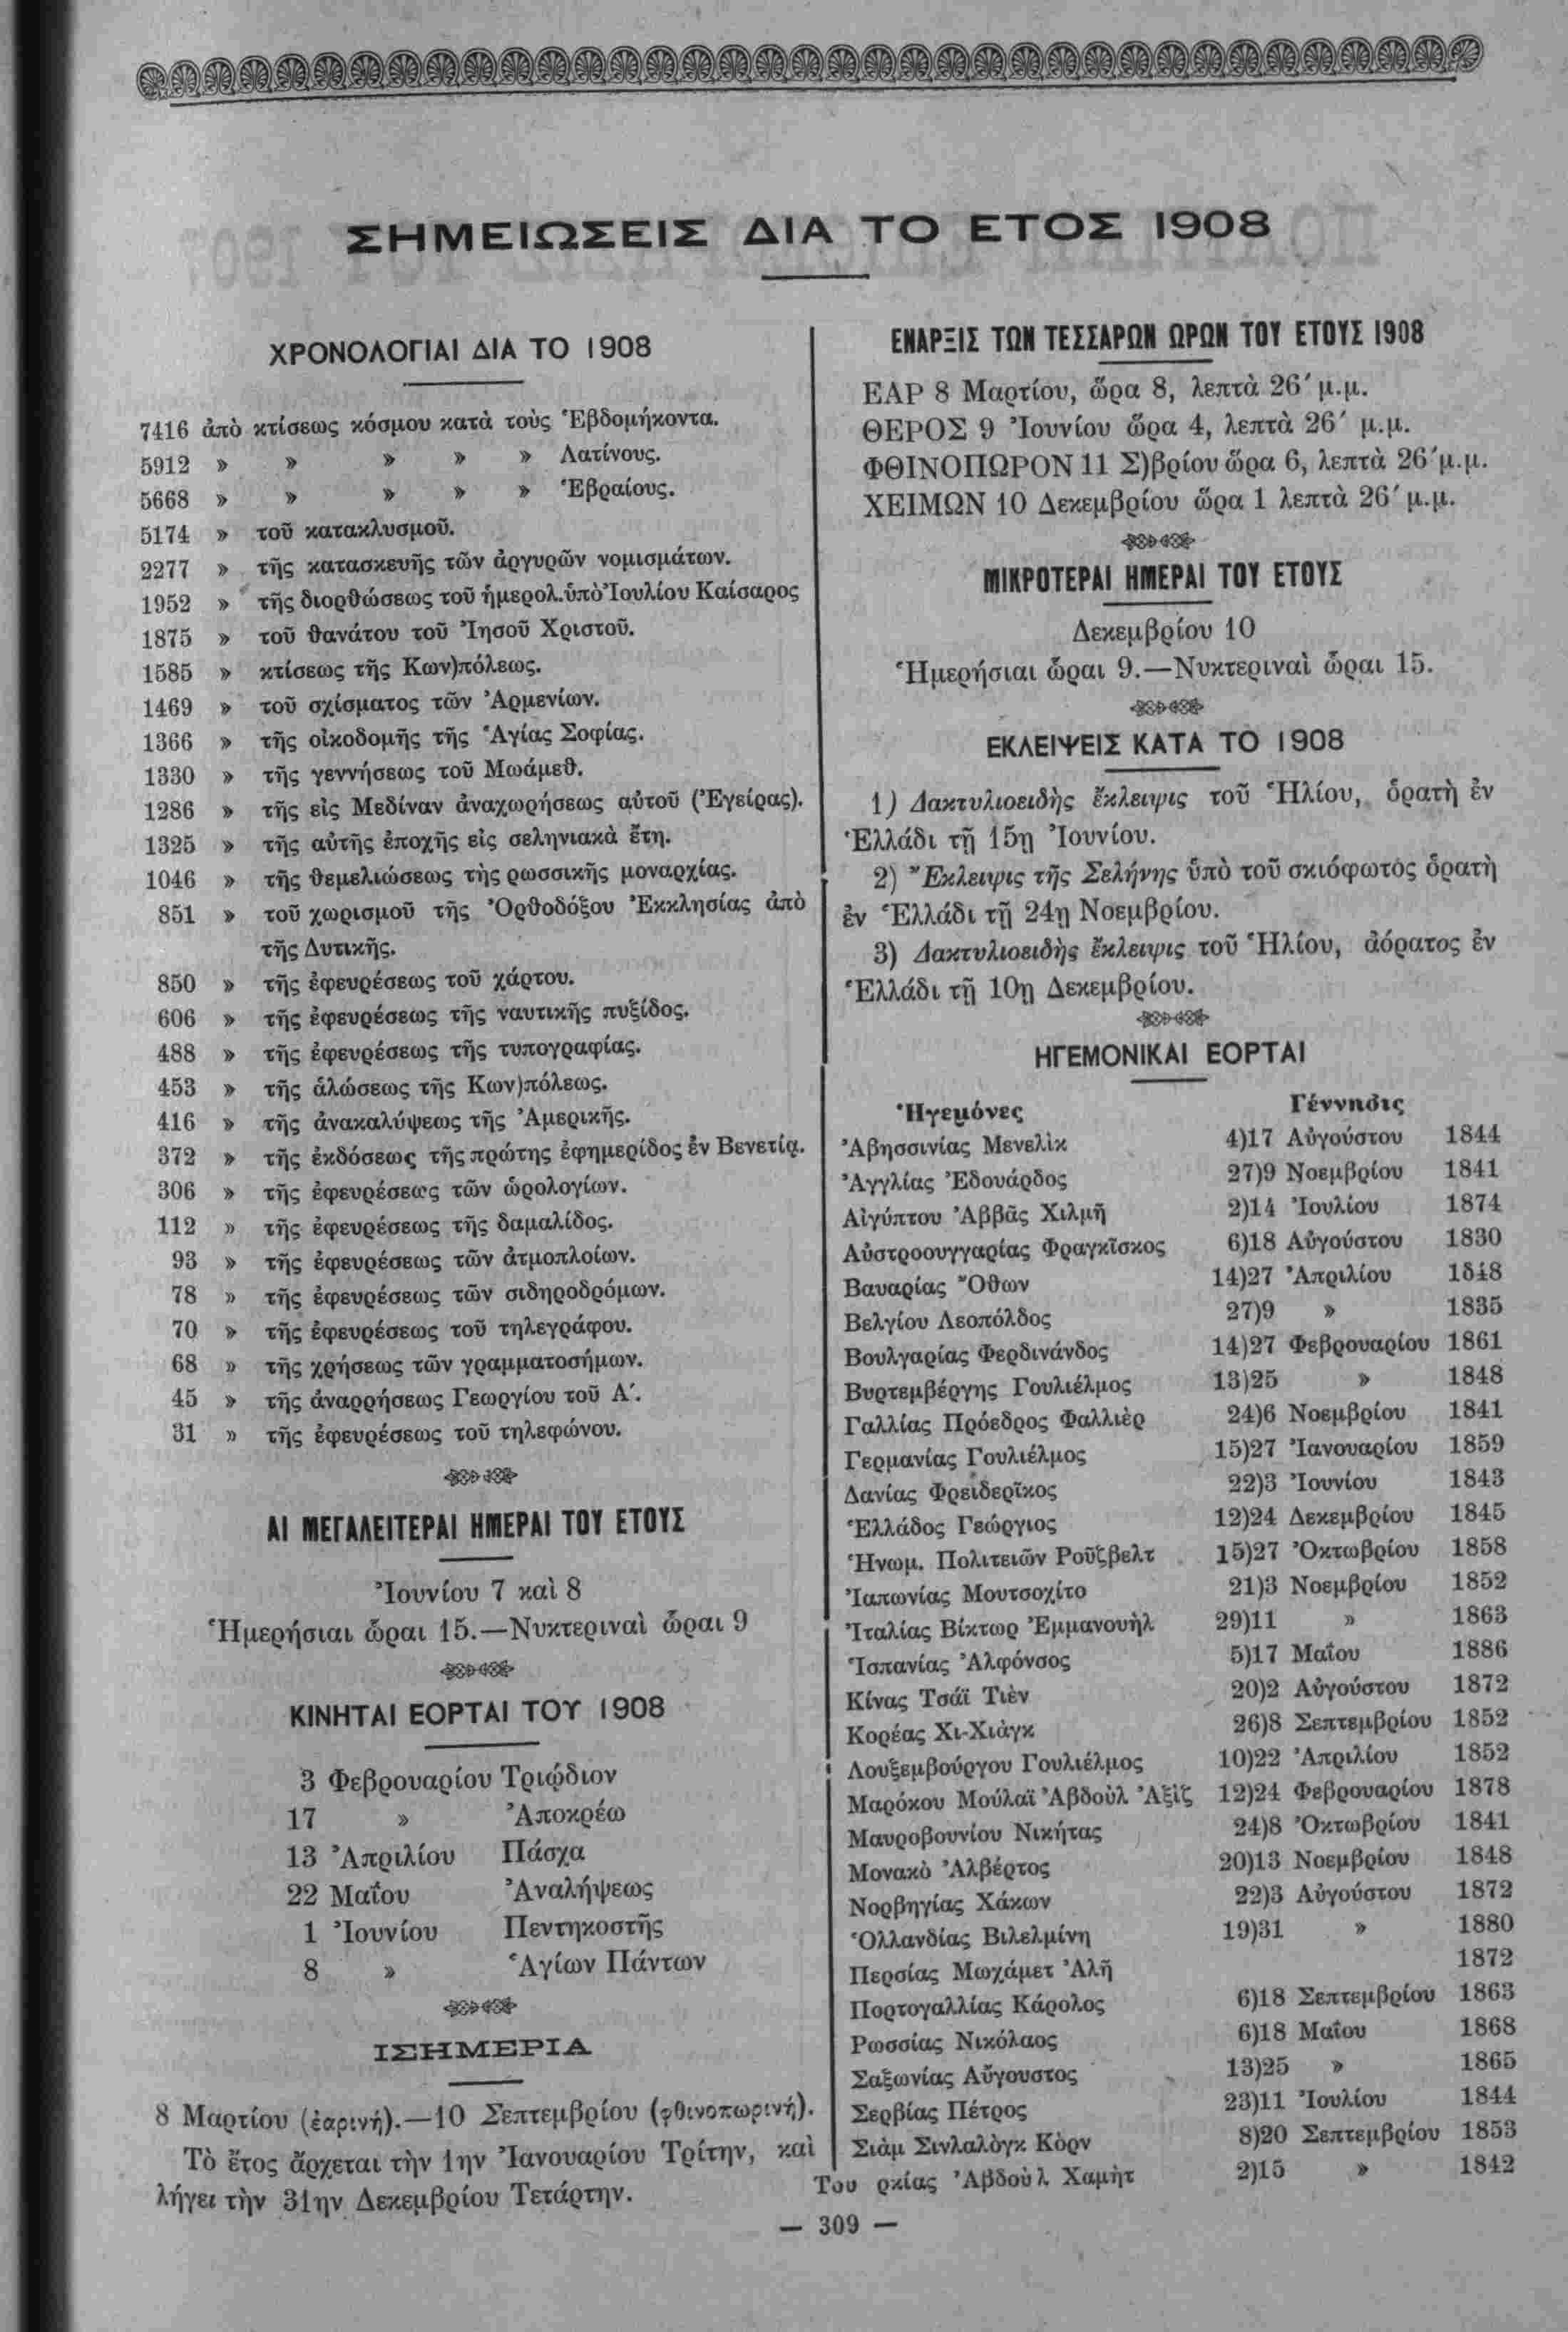 ΣΗΜΕΙΩΣΕΙΣ ΔΙΑ ΤΟ ΕΤΟΣ 1908
ΧΡΟΝΟΛΟΓΙΑΙ ΔΙΑ ΤΟ 1908
7416 ἀπὸ κτίσεως κόσμου κατὰ τοὺς Ἑβδομήκοντα.
5912 » » » » » Λατίνους.
5668 » » » » » Ἑβραίους.
5174 » τοῦ κατακλυσμοῦ.
2277 » τῆς κατασκευῆς τῶν ἀργυρῶν νομισμάτων.
1952 » τῆς διορθώσεως τοῦ ἡμερολ. ὑπὸ Ἰουλίου Καίσαρος
1875 » τοῦ θανάτου τοῦ Ἰησοῦ Χριστοῦ.
1585 » κτίσεως τῆς Κων)πόλεως.
1469 » τοῦ σχίσματος τῶν Ἀρμενίων.
1366 » τῆς οἰκοδομῆς τῆς Ἁγίας Σοφίας.
1330 » τῆς γεννήσεως τοῦ Μωάμεθ.
1286 » τῆς εἰς Μεδίναν ἀναχωρήσεως αὐτοῦ (Ἐγείρας).
1325 » τῆς αὐτῆς ἐποχῆς εἰς σεληνιακὰ ἔτη.
1046 » τῆς θεμελιώσεως τὴς ρωσσικῆς μοναρχίας.
851 » τοῦ χωρισμοῦ τῆς Ὀρθοδόξου Ἐκκλησίας ἀπὸ
τῆς Δυτικῆς.
850 » τῆς ἐφευρέσεως τοῦ χάρτου.
606 » τῆς ἐφευρέσεως τῆς ναυτικῆς πυξίδος.
488 » τῆς ἐφευρέσεως τῆς τυπογραφίας.
453 » τῆς ἁλώσεως τῆς Κων)πόλεως.
416 » τῆς ἀνακαλύψεως τῆς Ἀμερικῆς.
372 » τῆς ἐκδόσεως τῆς πρώτης ἐφημερίδος ἐν Βενετίᾳ.
306 » τῆς ἐφευρέσεως τῶν ὡρολογίων.
112 » τῆς ἐφευρέσεως τῆς δαμαλίδος.
93 » τῆς ἐφευρέσεως τῶν ἀτμοπλοίων.
78 » τῆς ἐφευρέσεως τῶν σιδηροδρόμων.
70 » τῆς ἐφευρέσεως τοῦ τηλεγράφου.
68 » τῆς χρήσεως τῶν γραμματοσήμων.
45 » τῆς ἀναρρήσεως Γεωργίου τοῦ Α΄.
31 » τῆς ἐφευρέσεως τοῦ τηλεφώνου.
ΑΙ ΜΕΓΑΛΕΙΤΕΡΑΙ ΗΜΕΡΑΙ ΤΟΥ ΕΤΟΥΣ
Ἰουνίου 7 καὶ 8
Ἡμερήσιαι ὧραι 15.—Νυκτεριναὶ ὧραι 9
ΚΙΝΗΤΑΙ ΕΟΡΤΑΙ ΤΟΥ 1908
3 Φεβρουαρίου Τριῴδιον
17 » Ἀποκρέω
13 Ἀπριλίου Πάσχα
22 Μαΐου Ἀναλήψεως
1 Ἰουνίου Πεντηκοστῆς
8 » Ἁγίων Πάντων
ΙΣΗΜΕΡΙΑ
8 Μαρτίου (ἐαρινή).—10 Σεπτεμβρίου (φθινοπωρινή).
Τὸ ἔτος ἄρχεται τὴν 1ην Ἰανουαρίου Τρίτην, καὶ
λήγει τὴν 31ην Δεκεμβρίου Τετάρτην.
ΕΝΑΡΞΙΣ ΤΩΝ ΤΕΣΣΑΡΩΝ ΩΡΩΝ ΤΟΥ ΕΤΟΥΣ 1908
ΕΑΡ 8 Μαρτίου, ὥρα 8, λεπτὰ 26΄ μ.μ.
ΘΕΡΟΣ 9 Ἰουνίου ὥρα 4, λεπτὰ 26΄ μ.μ.
ΦΘΙΝΟΠΩΡΟΝ 11 Σ)βρίου ὥρα 6, λεπτὰ 26΄ μ.μ.
ΧΕΙΜΩΝ 10 Δεκεμβρίου ὥρα 1 λεπτὰ 26΄ μ.μ.
ΜΙΚΡΟΤΕΡΑΙ ΗΜΕΡΑΙ ΤΟΥ ΕΤΟΥΣ
Δεκεμβρίου 10
Ἡμερήσιαι ὧραι 9.—Νυκτεριναὶ ὧραι 15.
ΕΚΛΕΙΨΕΙΣ ΚΑΤΑ ΤΟ 1908
1) Δακτυλιοειδὴς ἔκλειψις τοῦ Ἡλίου, ὁρατὴ ἐν
Ἑλλάδι τῇ 15ῃ Ἰουνίου.
2) Ἔκλειψις τῆς Σελήνης ὑπὸ τοῦ σκιόφωτὸς ὁρατὴ
ἐν Ἑλλάδι τῇ 24ῃ Νοεμβρίου.
3) Δακτυλιοειδὴς ἔκλειψις τοῦ Ἡλίου, ἀόρατος ἐν
Ἑλλάδι τῇ 10ῃ Δεκεμβρίου.
ΗΓΕΜΟΝΙΚΑΙ ΕΟΡΤΑΙ
Ἡγεμόνες Γέννησις
Ἀβησσινίας Μενελὶκ 4)17 Αὐγούστου 1844
Ἀγγλίας Ἐδουάρδος 27)9 Νοεμβρίου 1841
Αἰγύπτου Ἀββᾶς Χιλμῆ 2)14 Ἰουλίου 1874
Αὐστροουγγαρίας Φραγκῖσκος 6)18 Αὐγούστου 1830
Βαυαρίας Ὄθων 14)27 Ἀπριλίου 1848
Βελγίου Λεοπόλδος 27)9 » 1835
Βουλγαρίας Φερδινάνδος 14)27 Φεβρουαρίου 1861
Βυρτεμβέργης Γουλιέλμος 13)25 » 1848
Γαλλίας Πρόεδρος Φαλλιὲρ 24)6 Νοεμβρίου 1841
Γερμανίας Γουλιέλμος 15)27 Ἰανουαρίου 1859
Δανίας Φρειδερῖκος 22)3 Ἰουνίου 1843
Ἑλλάδος Γεώργιος 12)24 Δεκεμβρίου 1845
Ἡνωμ. Πολιτειῶν Ροῦζβελτ 15)27 Ὀκτωβρίου 1858
Ἰαπωνίας Μουτσοχίτο 21)3 Νοεμβρίου 1852
Ἰταλίας Βίκτωρ Ἐμμανουὴλ 29)11 » 1863
Ἱσπανίας Ἀλφόνσος 5)17 Μαΐου 1886
Κίνας Τσάϊ Τιὲν 20)2 Αὐγούστου 1872
Κορέας Χι-Χιὰγκ 26)8 Σεπτεμβρίου 1852
Λουξεμβούργου Γουλιέλμος 10)22 Ἀπριλίου 1852
Μαρόκου Μούλαϊ Ἀβδοὺλ Ἀξὶζ 12)24 Φεβρουαρίου 1878
Μαυροβουνίου Νικήτας 24)8 Ὀκτωβρίου 1841
Μονακὸ Ἀλβέρτος 20)13 Νοεμβρίου 1848
Νορβηγίας Χάκων 22)3 Αὐγούστου 1872
Ὁλλανδίας Βιλελμίνη 19)31 » 1880
Περσίας Μωχάμετ Ἀλῆ 1872
Πορτογαλλίας Κάρολος 6)18 Σεπτεμβρίου 1863
Ρωσσίας Νικόλαος 6)18 Μαΐου 1868
Σαξωνίας Αὔγουστος 13)25 » 1865
Σερβίας Πέτρος 23)11 Ἰουλίου 1844
Σιὰμ Σινλαλὸγκ Κὸρν 8)20 Σεπτεμβρίου 1853
Του ρκίας Ἀβδοὺλ Χαμὴτ 2)15 » 1842
— 309 —